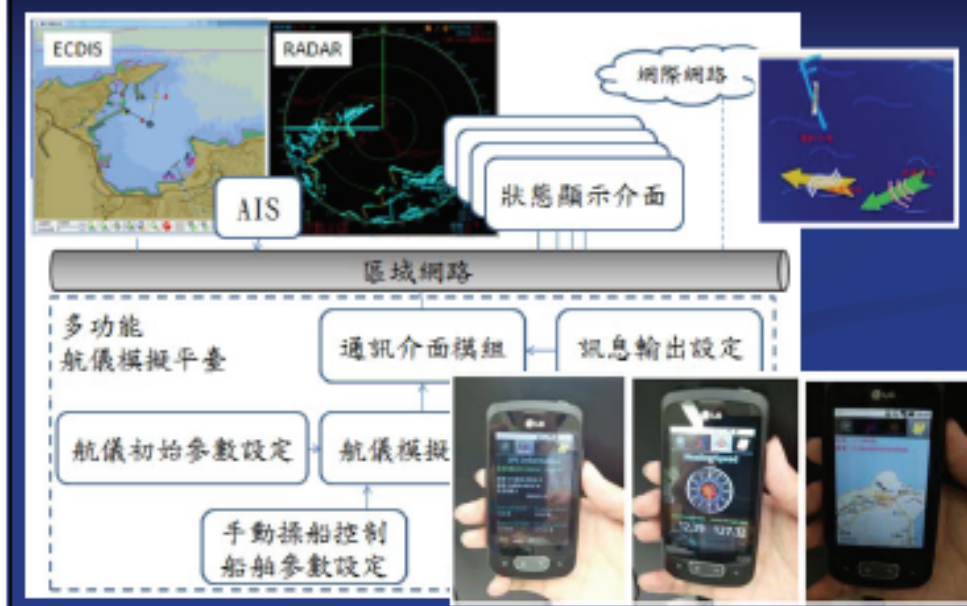 ECDIS
RADAR
網際網路
AIS
狀態顯示介面
區域網路
多功能
航儀模擬平臺
通訊介面模組
訊息輸出設定
航儀初始參數設定
航儀模擬
手動操船控制
船舶參數設定
LG
LG
LG